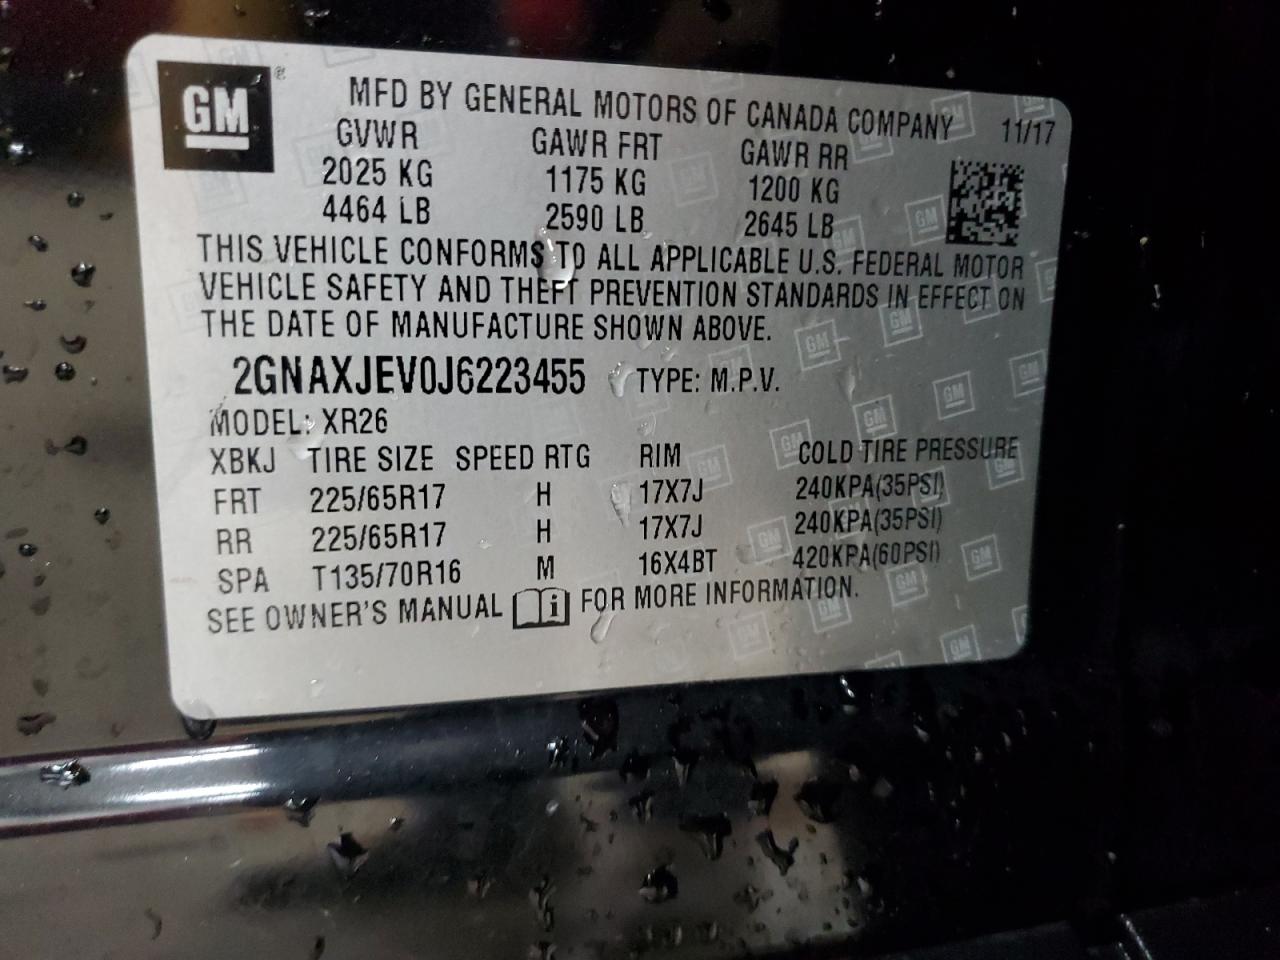 GM ®
MFD BY GENERAL MOTORS OF CANADA COMPANY 11/17
GVWR GAWR FRT GAWR RR
2025 KG 1175 KG 1200 KG
4464 LB 2590 LB 2645 LB
THIS VEHICLE CONFORMS TO ALL APPLICABLE U.S. FEDERAL MOTOR
VEHICLE SAFETY AND THEFT PREVENTION STANDARDS IN EFFECT ON
THE DATE OF MANUFACTURE SHOWN ABOVE.
2GNAXJEV0J6223455 TYPE: M.P.V.
MODEL: XR26
XBKJ TIRE SIZE SPEED RTG RIM COLD TIRE PRESSURE
FRT 225/65R17 H 17X7J 240KPA(35PSI)
RR 225/65R17 H 17X7J 240KPA(35PSI)
SPA T135/70R16 M 16X4BT 420KPA(60PSI)
SEE OWNER'S MANUAL i FOR MORE INFORMATION.